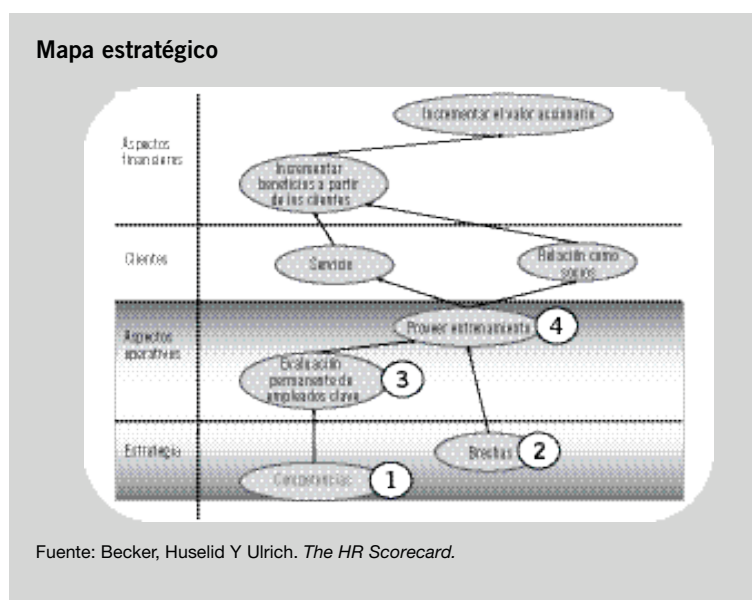 Mapa estratégico
Incrementar el valor accionario
Aspectos
financieros
Incrementar
beneficios a partir
de los clientes
Clientes
Servicio
Relación como
socios
Aspectos
operativos
Proveer entrenamiento
4
Evaluación
permanente de
empleados clave
3
Estrategia
Brechas
2
Competencias
1
Fuente: Becker, Huselid Y Ulrich. The HR Scorecard.